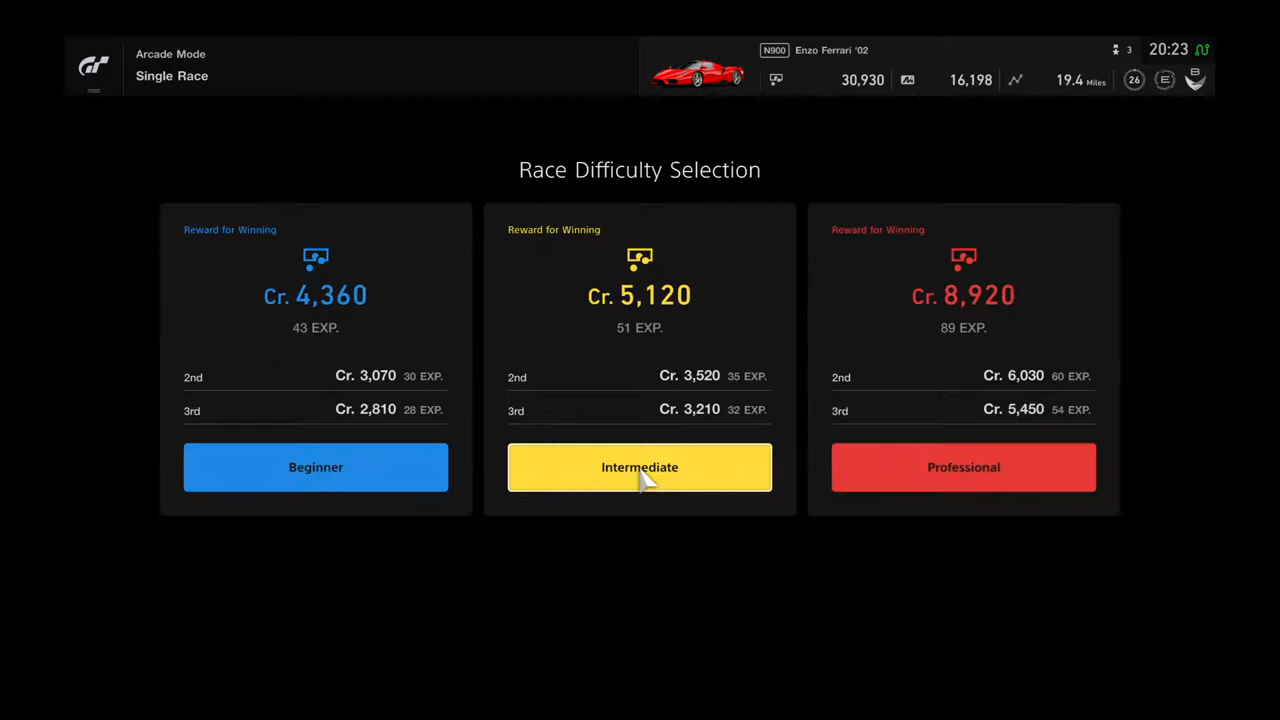 Arcade Mode
Single Race
N900 Enzo Ferrari '02
3 20:23
30,930 16,198 19.4 Miles 26 E B
Race Difficulty Selection
Reward for Winning
Cr. 4,360
43 EXP.
2nd Cr. 3,070 30 EXP.
3rd Cr. 2,810 28 EXP.
Beginner
Reward for Winning
Cr. 5,120
51 EXP.
2nd Cr. 3,520 35 EXP.
3rd Cr. 3,210 32 EXP.
Intermediate
Reward for Winning
Cr. 8,920
89 EXP.
2nd Cr. 6,030 60 EXP.
3rd Cr. 5,450 54 EXP.
Professional